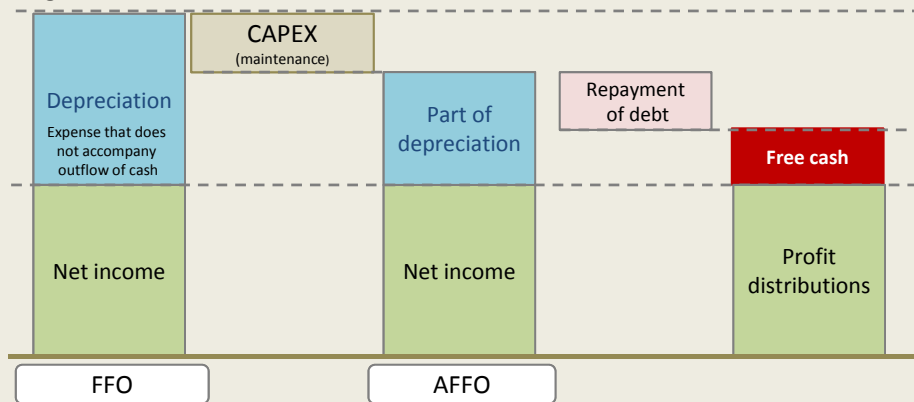 CAPEX
(maintenance)
Depreciation
Expense that does
not accompany
outflow of cash
Part of
depreciation
Repayment
of debt
Free cash
Net income
Net income
Profit
distributions
FFO
AFFO